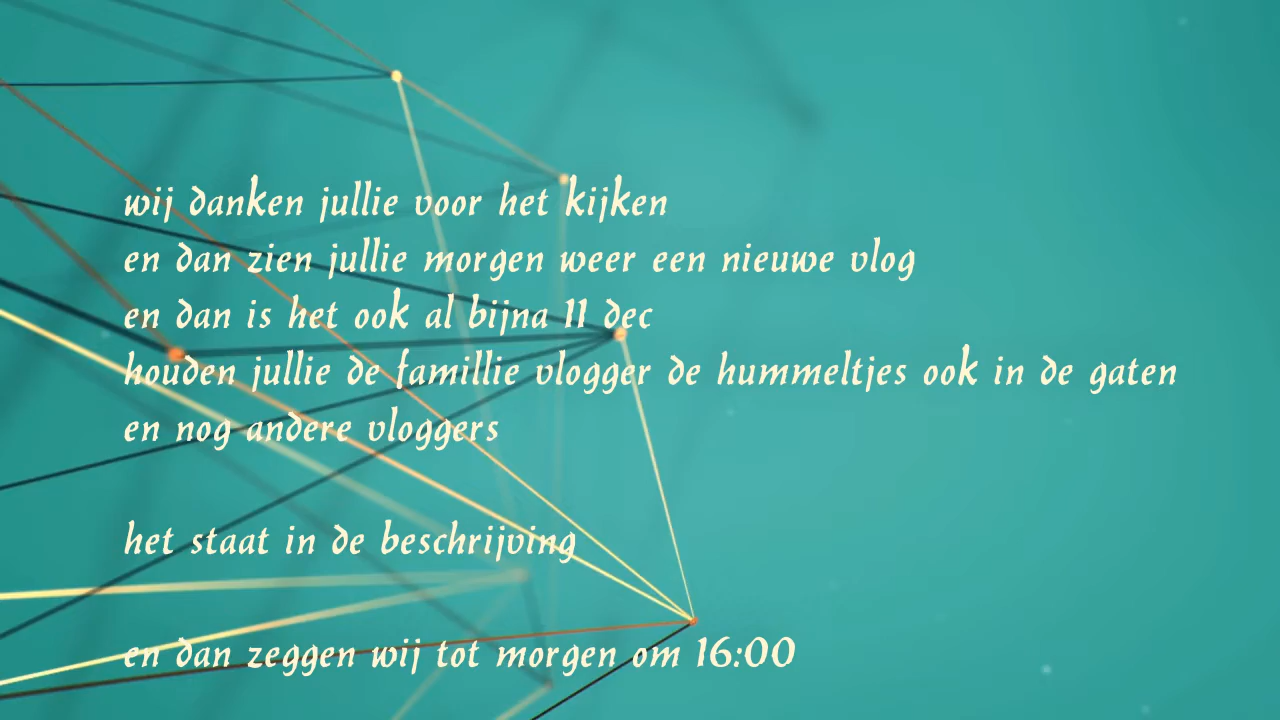 wij danken jullie voor het kijken
en dan zien jullie morgen weer een nieuwe vlog
en dan is het ook al bijna 11 dec
houden jullie de famillie vlogger de hummeltjes ook in de gaten
en nog andere vloggers
het staat in de beschrijving
en dan zeggen wij tot morgen om 16:00